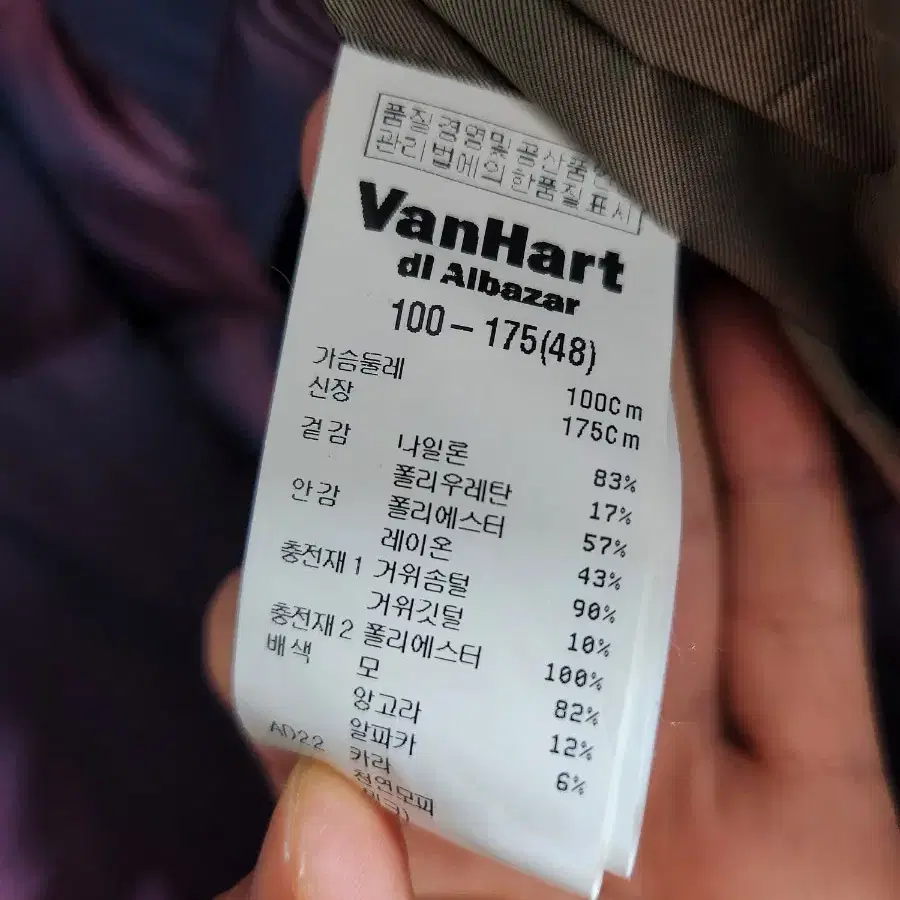 품질경영및공산품안
관리법에의한품질표시
VanHart
dl Albazar
100 – 175(48)
가슴둘레 100Cm
신장 175Cm
겉감 나일론 83%
폴리우레탄 17%
안감 폴리에스터 57%
레이온 43%
충전재 1 거위솜털 90%
거위깃털 10%
충전재 2 폴리에스터 100%
배색 모 82%
앙고라 12%
알파카 6%
AD22 카라
천연모피